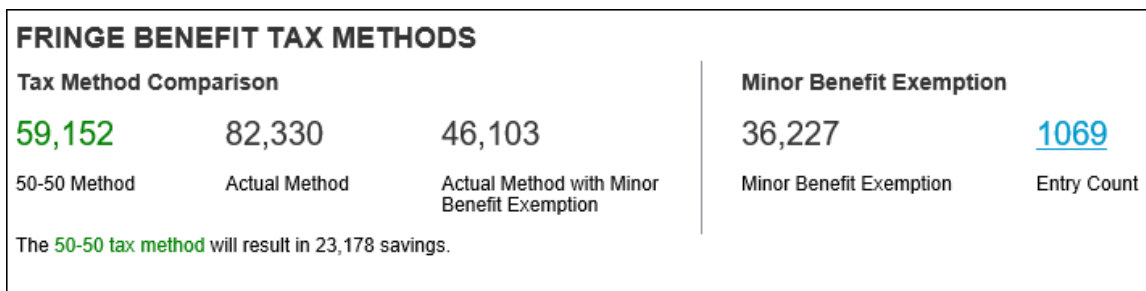 FRINGE BENEFIT TAX METHODS
Tax Method Comparison
59,152
82,330
46,103
50-50 Method
Actual Method
Actual Method with Minor
Benefit Exemption
The 50-50 tax method will result in 23,178 savings.
Minor Benefit Exemption
36,227
1069
Minor Benefit Exemption
Entry Count